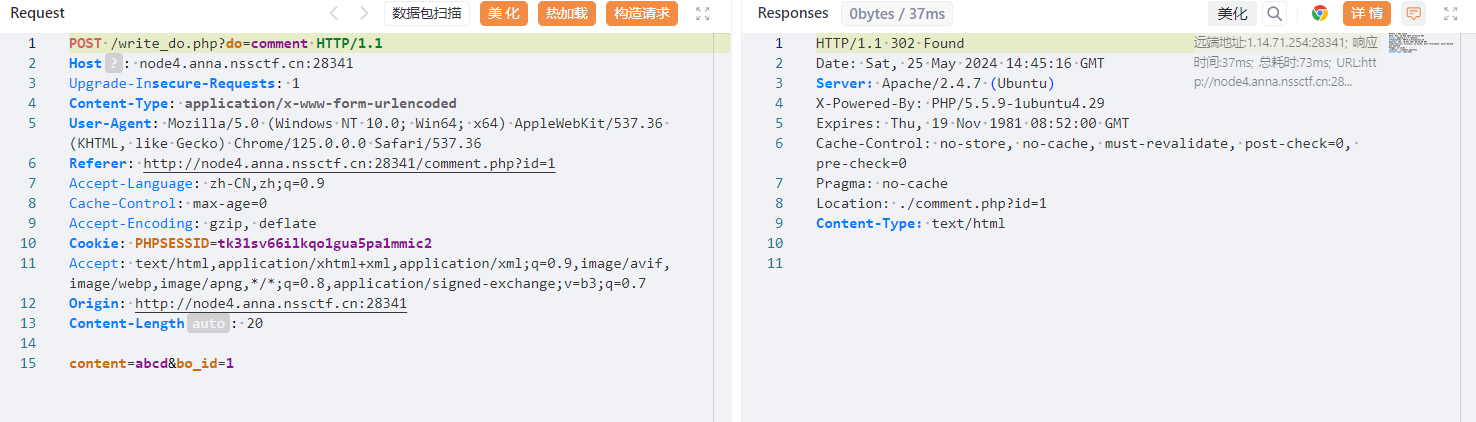 Request
数据包扫描 美化 热加载 构造请求
1 POST /write_do.php?do=comment HTTP/1.1
2 Host ? : node4.anna.nssctf.cn:28341
3 Upgrade-Insecure-Requests: 1
4 Content-Type: application/x-www-form-urlencoded
5 User-Agent: Mozilla/5.0 (Windows NT 10.0; Win64; x64) AppleWebKit/537.36
(KHTML, like Gecko) Chrome/125.0.0.0 Safari/537.36
6 Referer: http://node4.anna.nssctf.cn:28341/comment.php?id=1
7 Accept-Language: zh-CN,zh;q=0.9
8 Cache-Control: max-age=0
9 Accept-Encoding: gzip, deflate
10 Cookie: PHPSESSID=tk31sv66ilkqo1gua5pa1mmic2
11 Accept: text/html,application/xhtml+xml,application/xml;q=0.9,image/avif,
image/webp,image/apng,*/*;q=0.8,application/signed-exchange;v=b3;q=0.7
12 Origin: http://node4.anna.nssctf.cn:28341
13 Content-Length auto : 20
14
15 content=abcd&bo_id=1
Responses 0bytes / 37ms
美化 详情
1 HTTP/1.1 302 Found
2 Date: Sat, 25 May 2024 14:45:16 GMT
3 Server: Apache/2.4.7 (Ubuntu)
4 X-Powered-By: PHP/5.5.9-1ubuntu4.29
5 Expires: Thu, 19 Nov 1981 08:52:00 GMT
6 Cache-Control: no-store, no-cache, must-revalidate, post-check=0,
pre-check=0
7 Pragma: no-cache
8 Location: ./comment.php?id=1
9 Content-Type: text/html
10
11
远端地址:1.14.71.254:28341; 响应
时间:37ms; 总耗时:73ms; URL:htt
p://node4.anna.nssctf.cn:28...